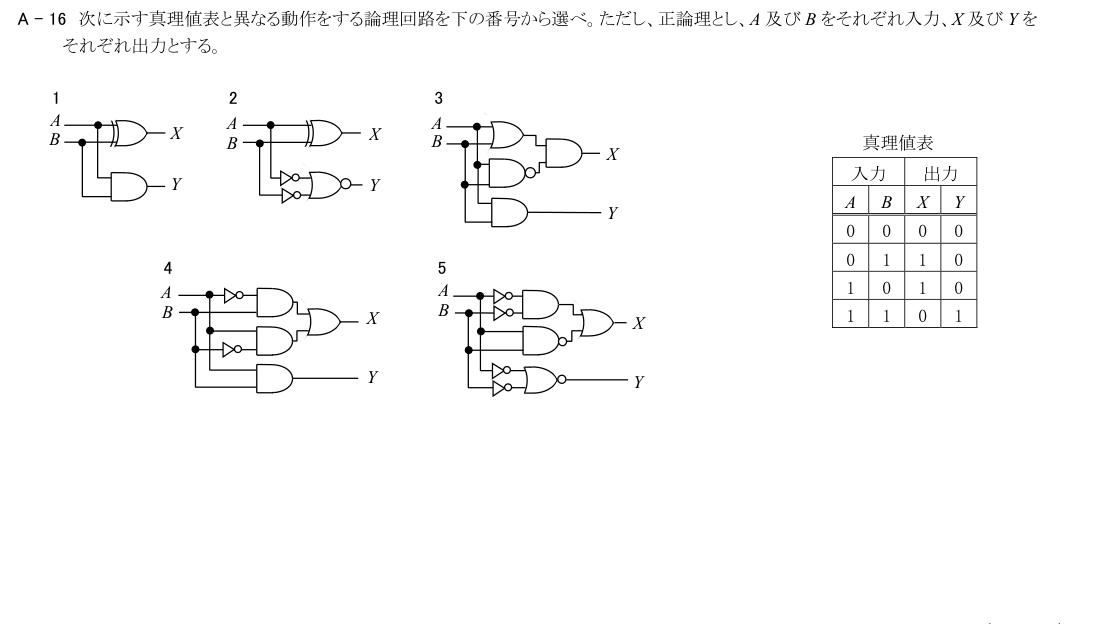 A－16 次に示す真理値表と異なる動作をする論理回路を下の番号から選べ。ただし、正論理とし、A 及び B をそれぞれ入力、X 及び Y を
それぞれ出力とする。
1
2
3
A
B
X
Y
A
B
X
Y
A
B
X
Y
4
5
A
B
X
Y
A
B
X
Y
真理値表
入力 出力
A B X Y
0 0 0 0
0 1 1 0
1 0 1 0
1 1 0 1